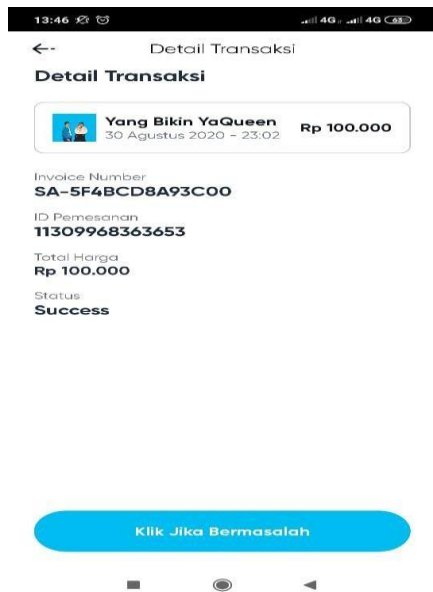 13:46 4G 4G 63
Detail Transaksi
Detail Transaksi
Yang Bikin YaQueen
30 Agustus 2020 - 23:02
Rp 100.000
Invoice Number
SA-5F4BCD8A93C00
ID Pemesanan
11309968363653
Total Harga
Rp 100.000
Status
Success
Klik Jika Bermasalah